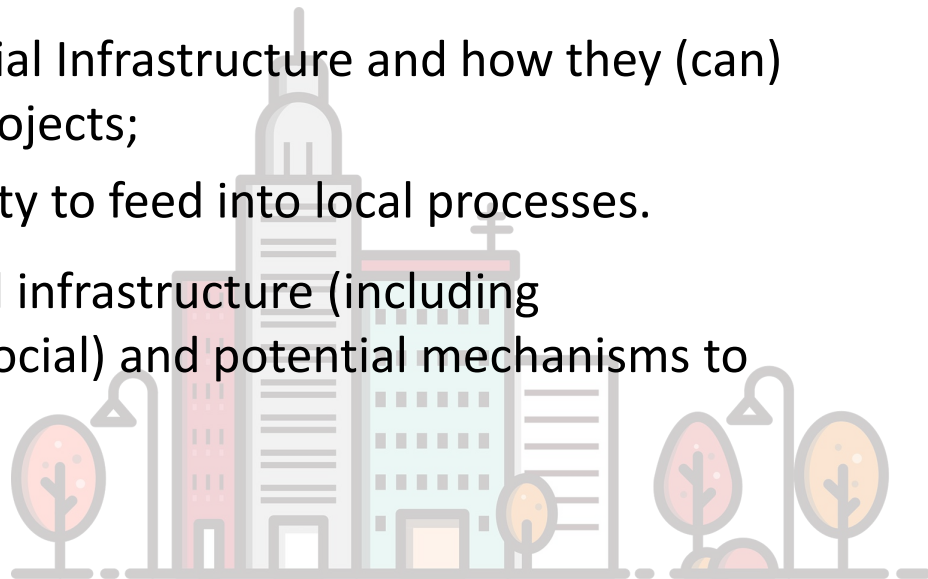 ial Infrastructure and how they (can)
ojects;
ty to feed into local processes.
infrastructure (including
ocial) and potential mechanisms to